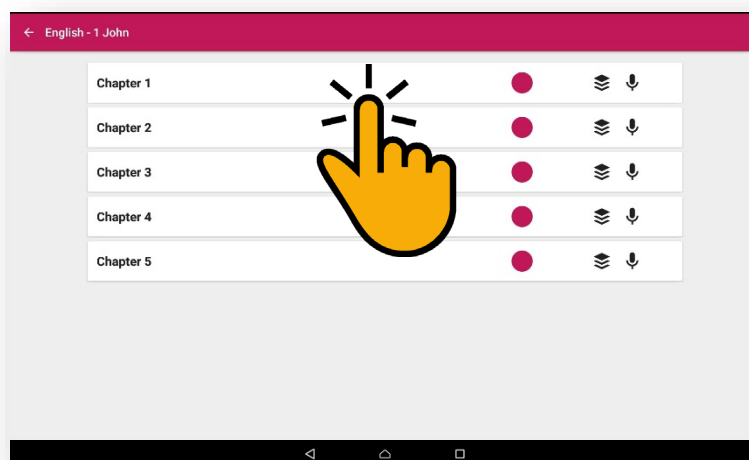 English - 1 John
Chapter 1
Chapter 2
Chapter 3
Chapter 4
Chapter 5